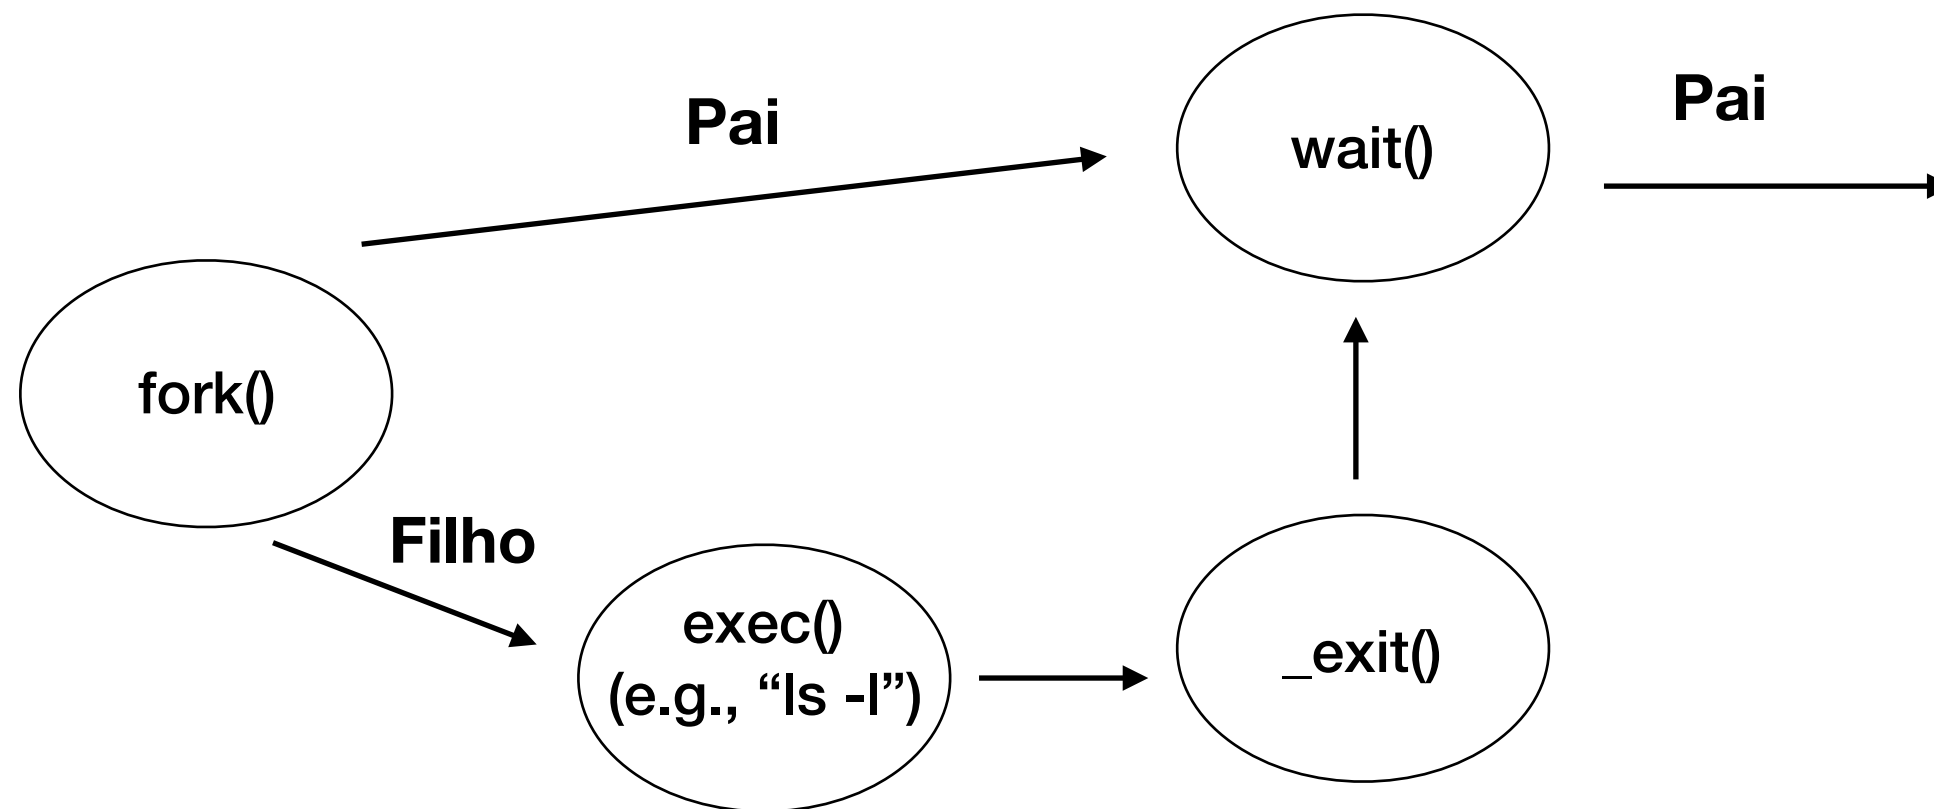 Pai
wait()
Pai
fork()
Filho
exec()
(e.g., “ls -l”)
_exit()